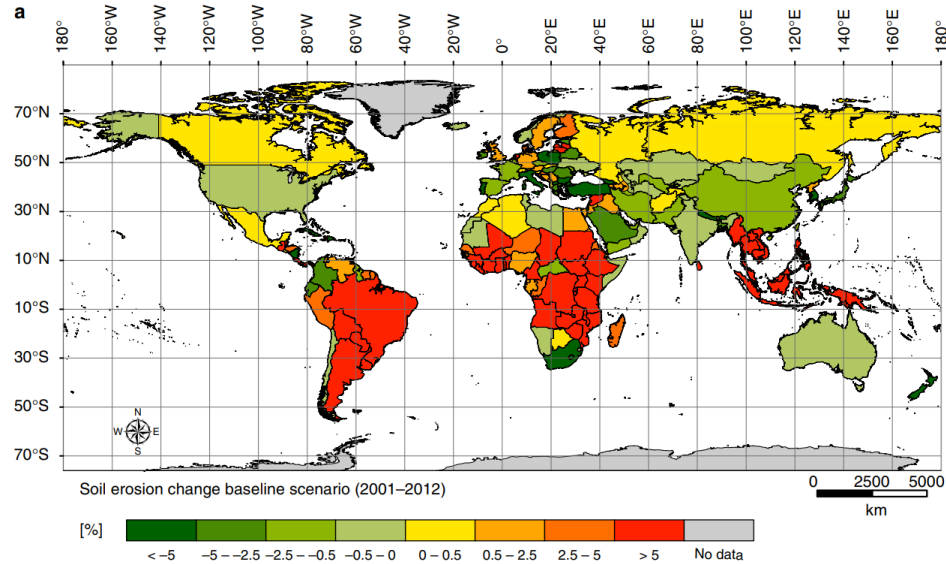 a
180° 160°W 140°W 120°W 100°W 80°W 60°W 40°W 20°W 0° 20°E 40°E 60°E 80°E 100°E 120°E 140°E 160°E 180°
70°N
50°N
30°N
10°N
10°S
30°S
50°S
70°S
N
W E
S
Soil erosion change baseline scenario (2001–2012)
0 2500 5000
km
[%]
< –5 –5 – –2.5 –2.5 – –0.5 –0.5 – 0 0 – 0.5 0.5 – 2.5 2.5 – 5 > 5 No data